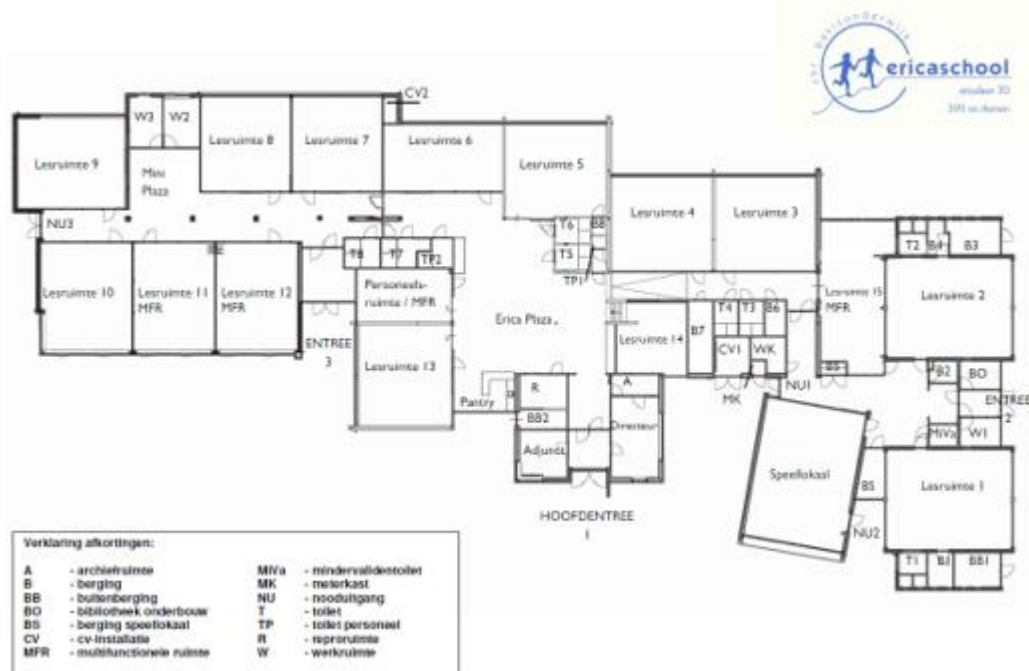 chr basisonderwijs
ericaschool
CV2
W3
W2
Lesruimte 8
Lesruimte 7
Lesruimte 6
Lesruimte 9
Lesruimte 5
Mini
Plaza
NU3
Lesruimte 4
Lesruimte 3
T6
BB
T5
TP1
T8
T7
TP2
T2
B4
B3
Lesruimte 10
Lesruimte 11
MFR
Lesruimte 12
MFR
Personeels-
ruimte / MFR
Lesruimte 15
MFR
Lesruimte 2
Erica Plaza
T4
T3
B6
B7
Lesruimte 14
CV1
WK
ENTREE
3
Lesruimte 13
B5
NU1
B2
BO
MK
ENTREE
2
R
A
Pantry
BB2
Directeur
MiVa
W1
Adjunct
Speellokaal
BS
Lesruimte 1
HOOFDENTREE
1
NU2
T1
B1
BB1
Verklaring afkortingen:
A - archiefruimte
B - berging
BB - buitenberging
BO - bibliotheek onderbouw
BS - berging speellokaal
CV - cv-installatie
MFR - multifunctionele ruimte
MiVa - mindervalidentoilet
MK - meterkast
NU - nooduitgang
T - toilet
TP - toilet personeel
R - reproruimte
W - werkruimte